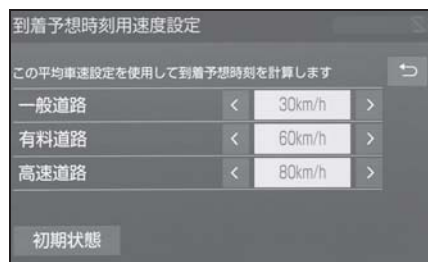 到着予想時刻用速度設定
この平均車速設定を使用して到着予想時刻を計算します
一般道路 < 30km/h >
有料道路 < 60km/h >
高速道路 < 80km/h >
初期状態